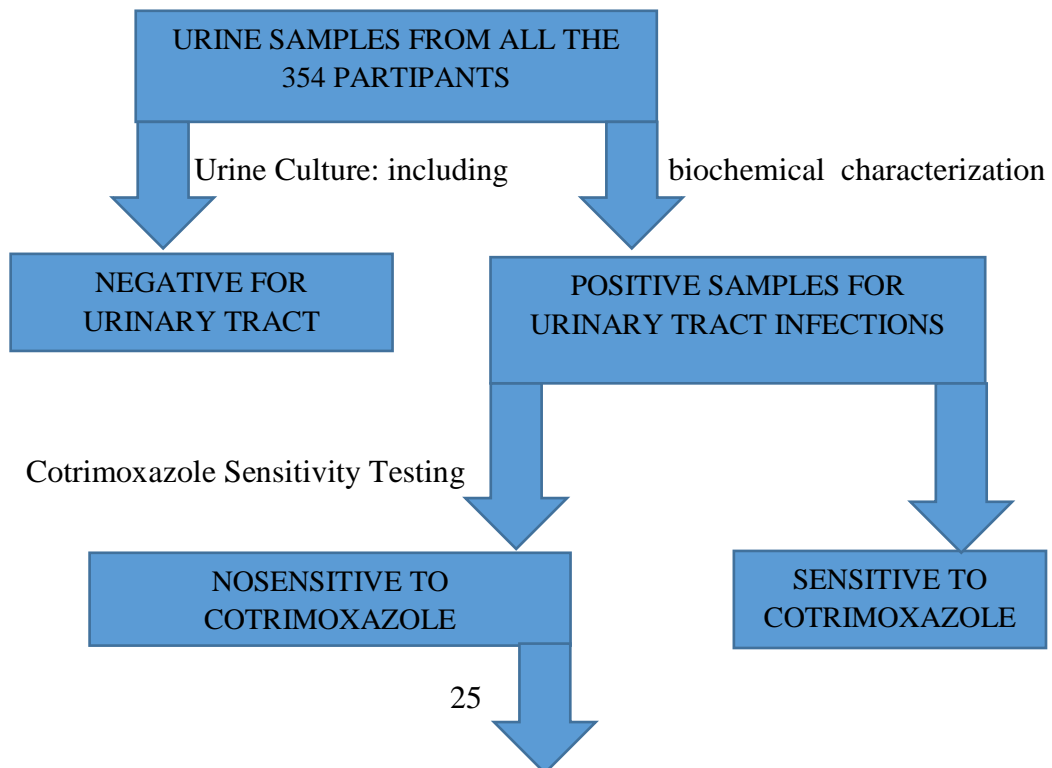 URINE SAMPLES FROM ALL THE
354 PARTIPANTS
Urine Culture: including
biochemical characterization
NEGATIVE FOR
URINARY TRACT
POSITIVE SAMPLES FOR
URINARY TRACT INFECTIONS
Cotrimoxazole Sensitivity Testing
NOSENSITIVE TO
COTRIMOXAZOLE
SENSITIVE TO
COTRIMOXAZOLE
25